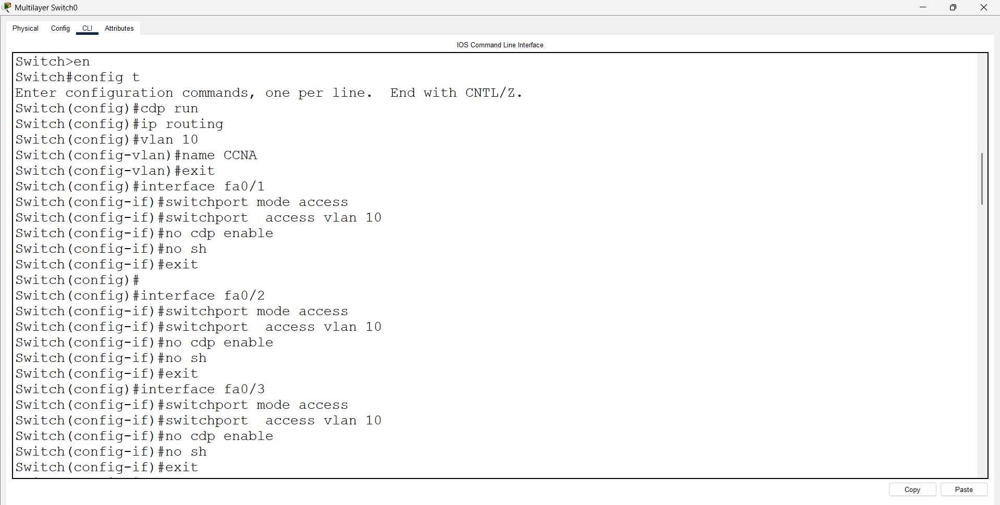 Multilayer Switch0
Physical Config CLI Attributes
IOS Command Line Interface
Switch>en
Switch#config t
Enter configuration commands, one per line.  End with CNTL/Z.
Switch(config)#cdp run
Switch(config)#ip routing
Switch(config)#vlan 10
Switch(config-vlan)#name CCNA
Switch(config-vlan)#exit
Switch(config)#interface fa0/1
Switch(config-if)#switchport mode access
Switch(config-if)#switchport  access vlan 10
Switch(config-if)#no cdp enable
Switch(config-if)#no sh
Switch(config-if)#exit
Switch(config)#
Switch(config)#interface fa0/2
Switch(config-if)#switchport mode access
Switch(config-if)#switchport  access vlan 10
Switch(config-if)#no cdp enable
Switch(config-if)#no sh
Switch(config-if)#exit
Switch(config)#interface fa0/3
Switch(config-if)#switchport mode access
Switch(config-if)#switchport  access vlan 10
Switch(config-if)#no cdp enable
Switch(config-if)#no sh
Switch(config-if)#exit
Copy Paste